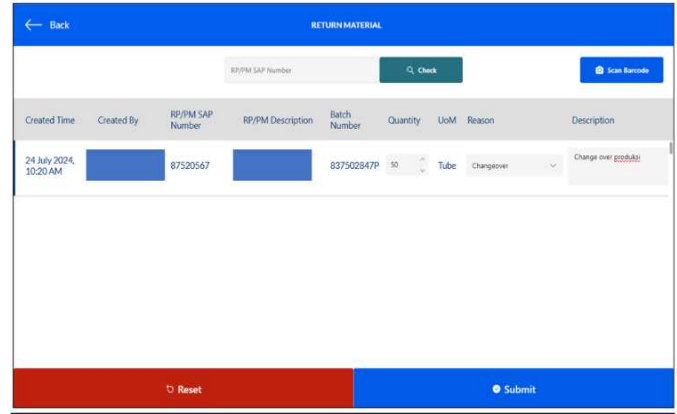 Back
RETURN MATERIAL
RP/PM SAP Number
Check
Scan Barcode
Created Time Created By RP/PM SAP Number RP/PM Description Batch Number Quantity UoM Reason Description
24 July 2024, 10:20 AM 87520567 837502847P 50 Tube Changeover Change over produksi
Reset
Submit